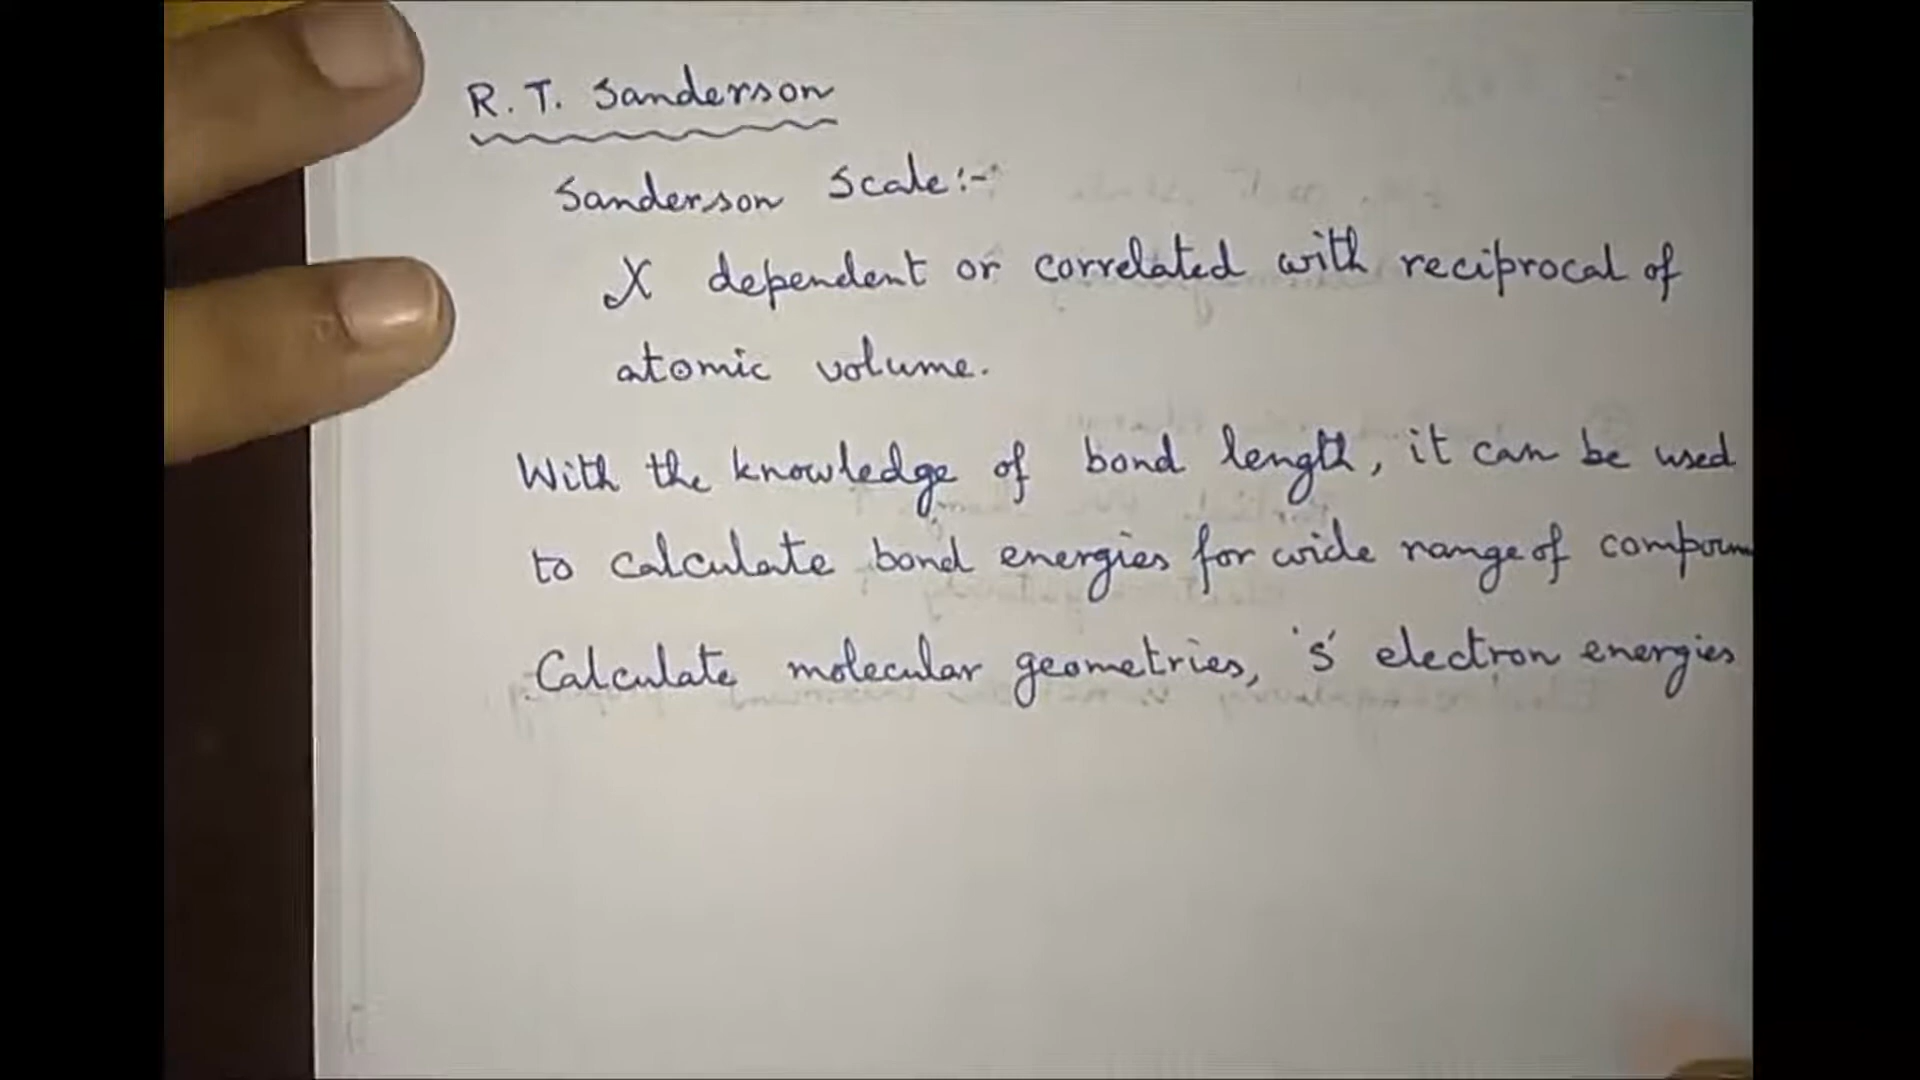 R. T. Sanderson
Sanderson Scale:-
X dependent or correlated with reciprocal of
atomic volume.
With the knowledge of bond length, it can be used
to calculate bond energies for wide range of compoun
Calculate molecular geometries, 's' electron energies